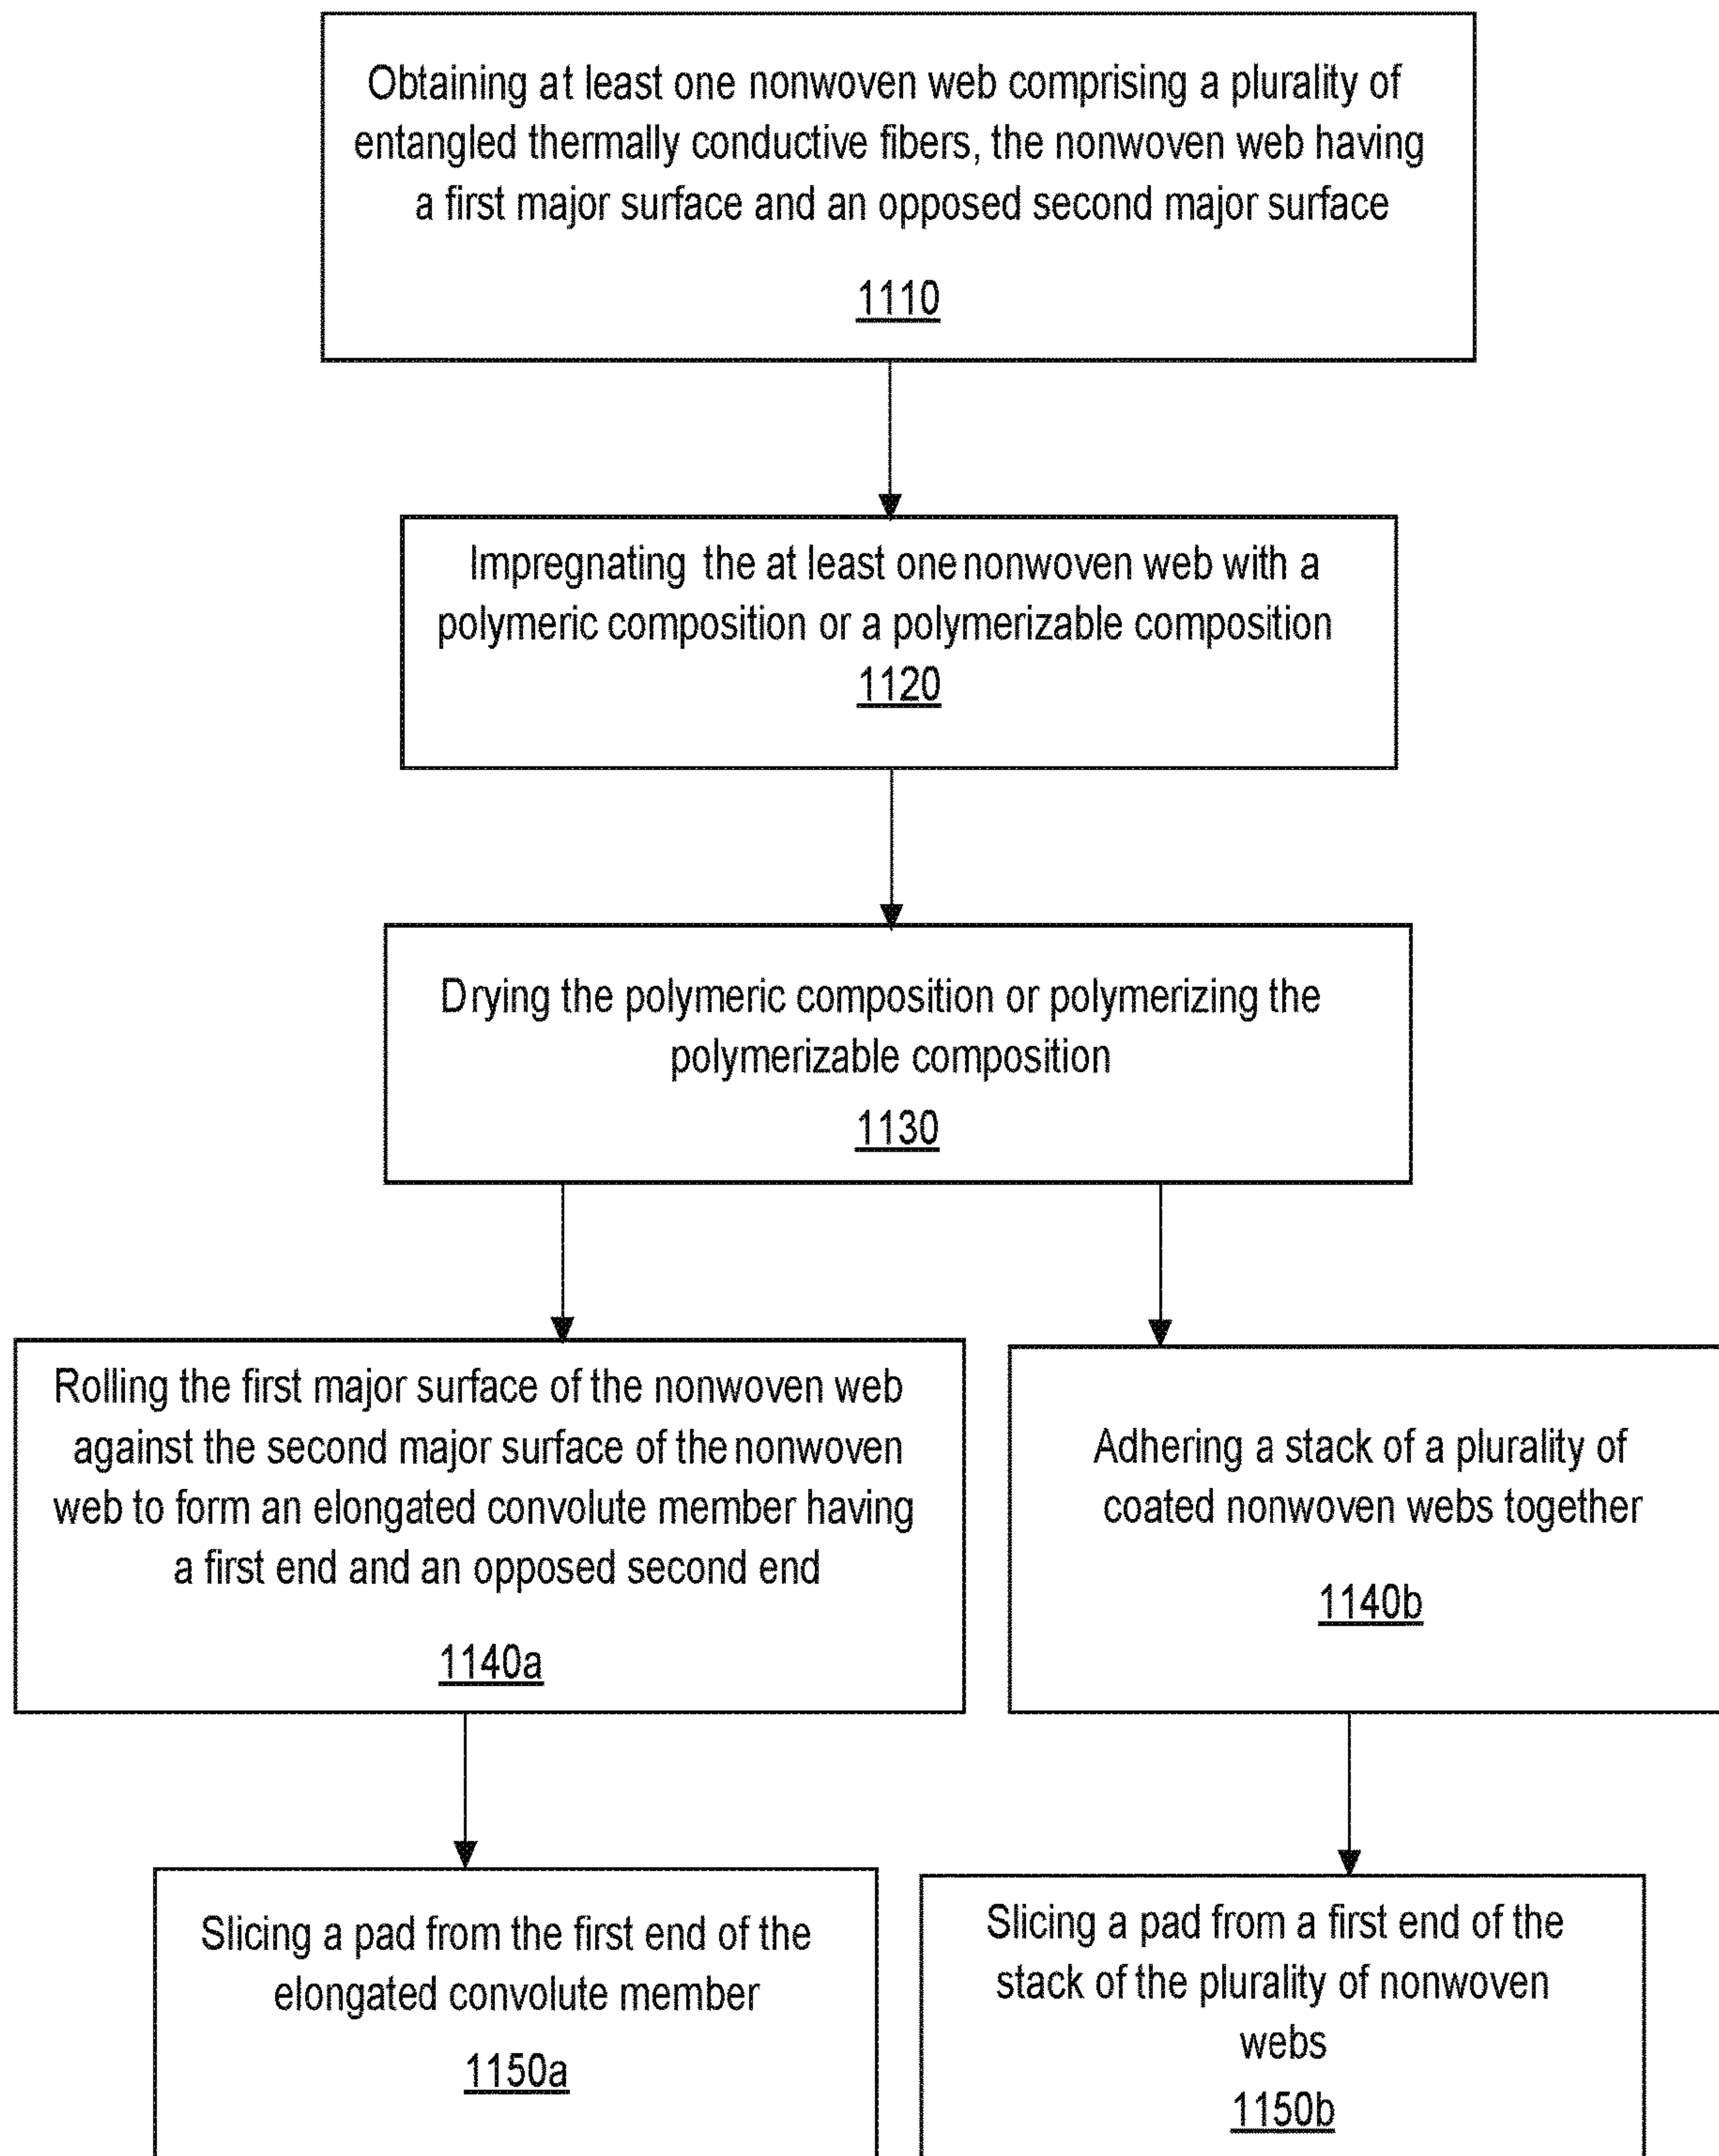 Obtaining at least one nonwoven web comprising a plurality of
entangled thermally conductive fibers, the nonwoven web having
a first major surface and an opposed second major surface
1110
Impregnating the at least one nonwoven web with a
polymeric composition or a polymerizable composition
1120
Drying the polymeric composition or polymerizing the
polymerizable composition
1130
Rolling the first major surface of the nonwoven web
against the second major surface of the nonwoven
web to form an elongated convolute member having
a first end and an opposed second end
1140a
Adhering a stack of a plurality of
coated nonwoven webs together
1140b
Slicing a pad from the first end of the
elongated convolute member
1150a
Slicing a pad from a first end of the
stack of the plurality of nonwoven
webs
1150b